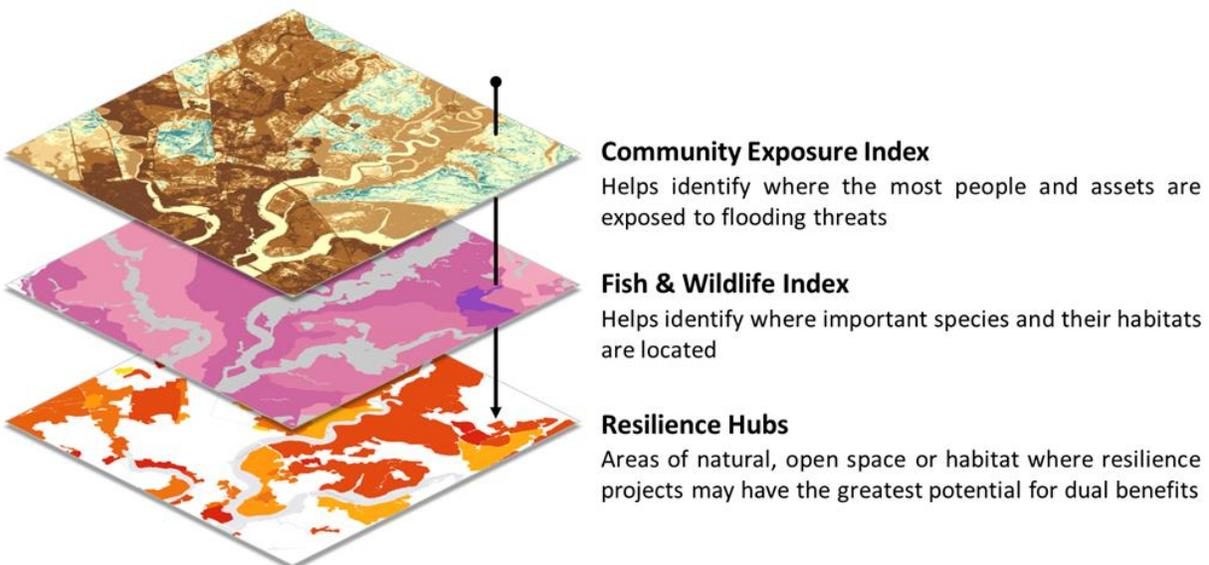 Community Exposure Index
Helps identify where the most people and assets are
exposed to flooding threats
Fish & Wildlife Index
Helps identify where important species and their habitats
are located
Resilience Hubs
Areas of natural, open space or habitat where resilience
projects may have the greatest potential for dual benefits